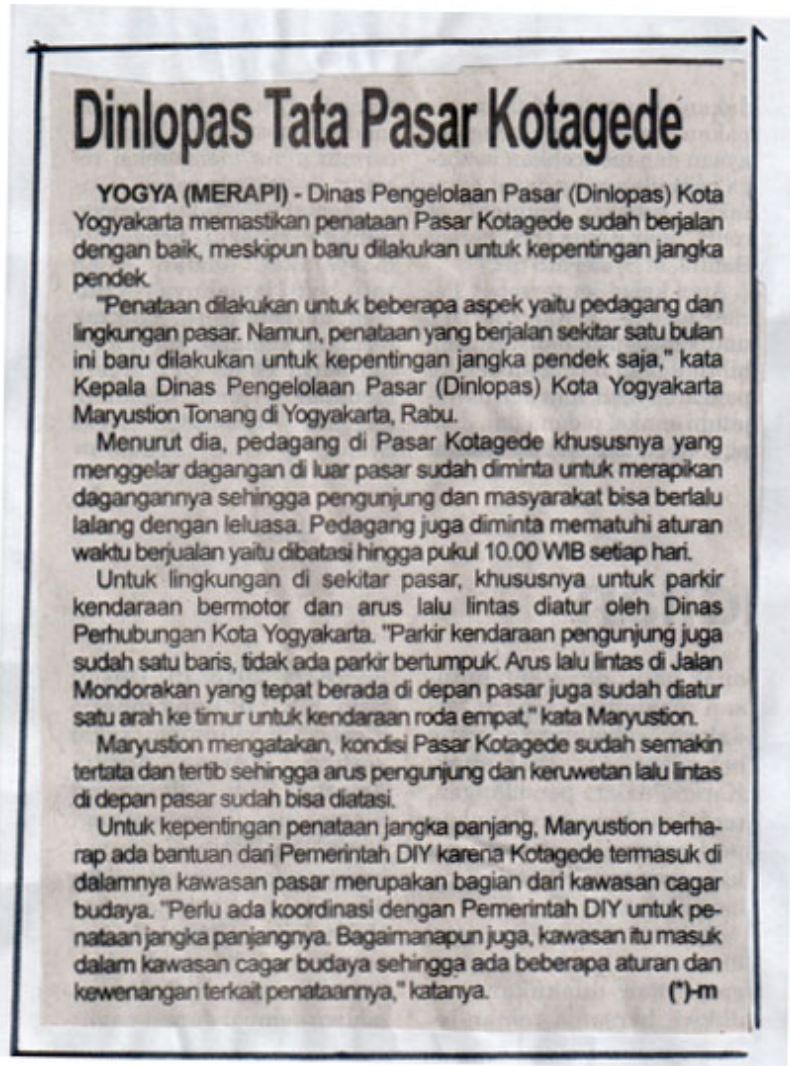 Dinlopas Tata Pasar Kotagede
YOGYA (MERAPI) - Dinas Pengelolaan Pasar (Dinlopas) Kota
Yogyakarta memastikan penataan Pasar Kotagede sudah berjalan
dengan baik, meskipun baru dilakukan untuk kepentingan jangka
pendek.
"Penataan dilakukan untuk beberapa aspek yaitu pedagang dan
lingkungan pasar. Namun, penataan yang berjalan sekitar satu bulan
ini baru dilakukan untuk kepentingan jangka pendek saja," kata
Kepala Dinas Pengelolaan Pasar (Dinlopas) Kota Yogyakarta
Maryustion Tonang di Yogyakarta, Rabu.
Menurut dia, pedagang di Pasar Kotagede khususnya yang
menggelar dagangan di luar pasar sudah diminta untuk merapikan
dagangannya sehingga pengunjung dan masyarakat bisa berlalu
lalang dengan leluasa. Pedagang juga diminta mematuhi aturan
waktu berjualan yaitu dibatasi hingga pukul 10.00 WIB setiap hari.
Untuk lingkungan di sekitar pasar, khususnya untuk parkir
kendaraan bermotor dan arus lalu lintas diatur oleh Dinas
Perhubungan Kota Yogyakarta. "Parkir kendaraan pengunjung juga
sudah satu baris, tidak ada parkir bertumpuk. Arus lalu lintas di Jalan
Mondorakan yang tepat berada di depan pasar juga sudah diatur
satu arah ke timur untuk kendaraan roda empat," kata Maryustion.
Maryustion mengatakan, kondisi Pasar Kotagede sudah semakin
tertata dan tertib sehingga arus pengunjung dan keruwetan lalu lintas
di depan pasar sudah bisa diatasi.
Untuk kepentingan penataan jangka panjang, Maryustion berha-
rap ada bantuan dari Pemerintah DIY karena Kotagede termasuk di
dalamnya kawasan pasar merupakan bagian dari kawasan cagar
budaya. "Perlu ada koordinasi dengan Pemerintah DIY untuk pe-
nataan jangka panjangnya. Bagaimanapun juga, kawasan itu masuk
dalam kawasan cagar budaya sehingga ada beberapa aturan dan
kewenangan terkait penataannya," katanya. (*)-m